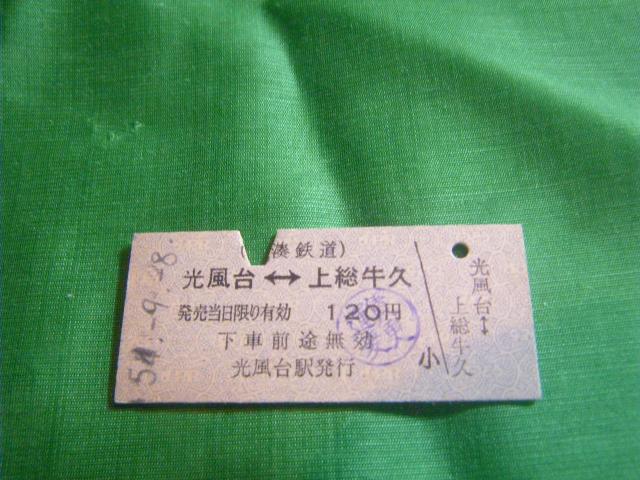 湊鉄道)
光風台↔上総牛久
発売当日限り有効 120円
下車前途無効
光風台駅発行
小
光風台↔上総牛久
-9.-8